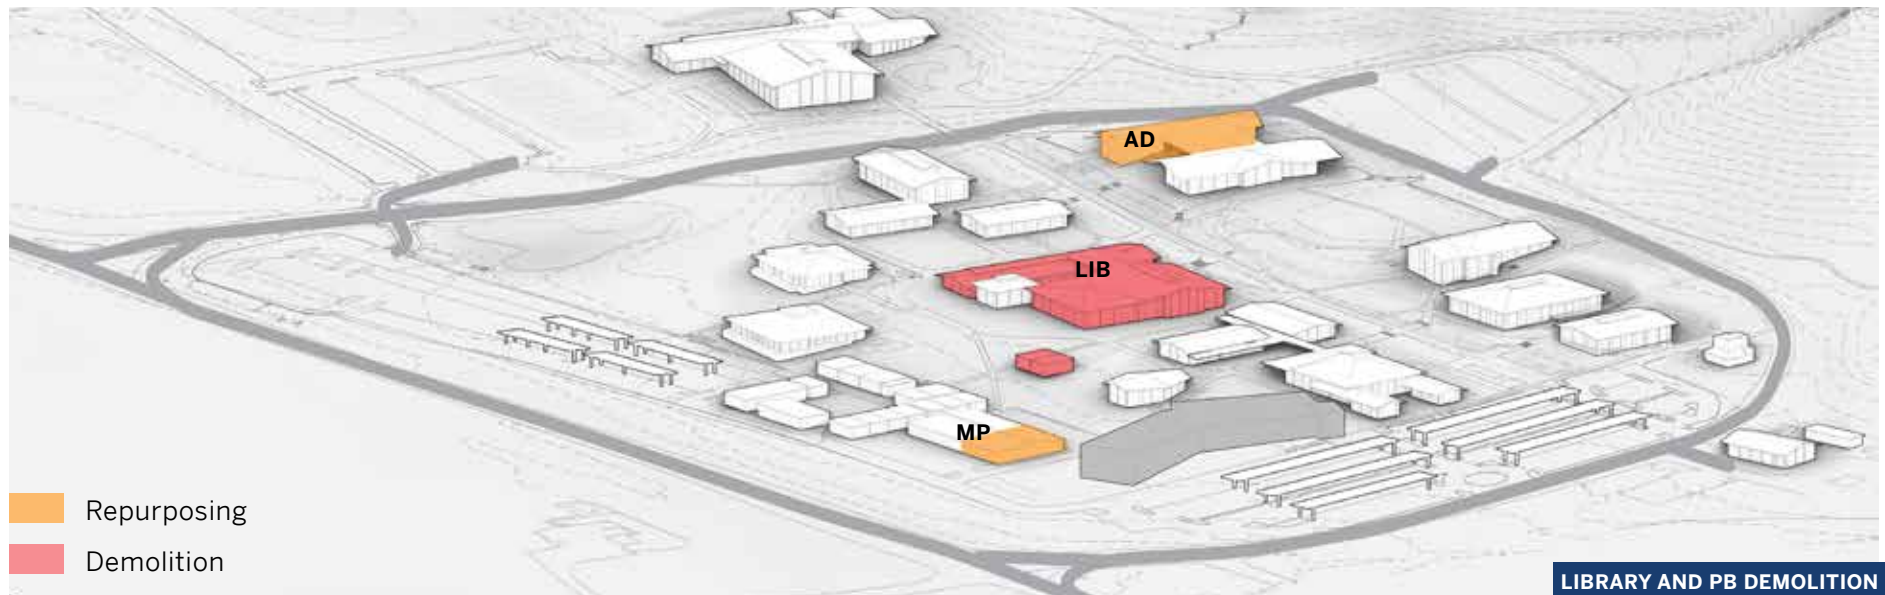 AD
LIB
MP
Repurposing
Demolition
LIBRARY AND PB DEMOLITION